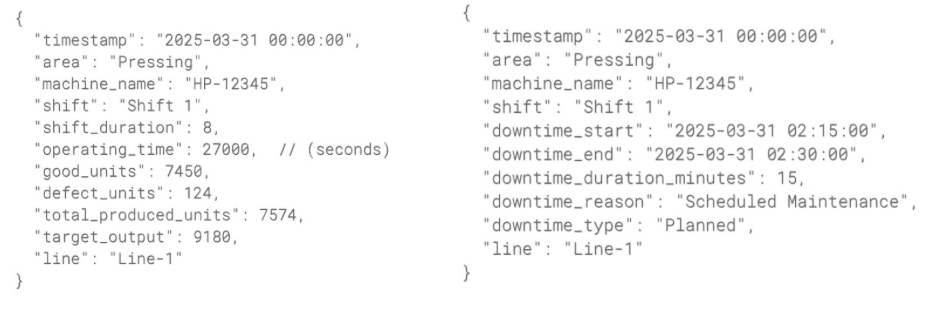 {
"timestamp": "2025-03-31 00:00:00",
"area": "Pressing",
"machine_name": "HP-12345",
"shift": "Shift 1",
"shift_duration": 8,
"operating_time": 27000,  // (seconds)
"good_units": 7450,
"defect_units": 124,
"total_produced_units": 7574,
"target_output": 9180,
"line": "Line-1"
}
{
"timestamp": "2025-03-31 00:00:00",
"area": "Pressing",
"machine_name": "HP-12345",
"shift": "Shift 1",
"downtime_start": "2025-03-31 02:15:00",
"downtime_end": "2025-03-31 02:30:00",
"downtime_duration_minutes": 15,
"downtime_reason": "Scheduled Maintenance",
"downtime_type": "Planned",
"line": "Line-1"
}